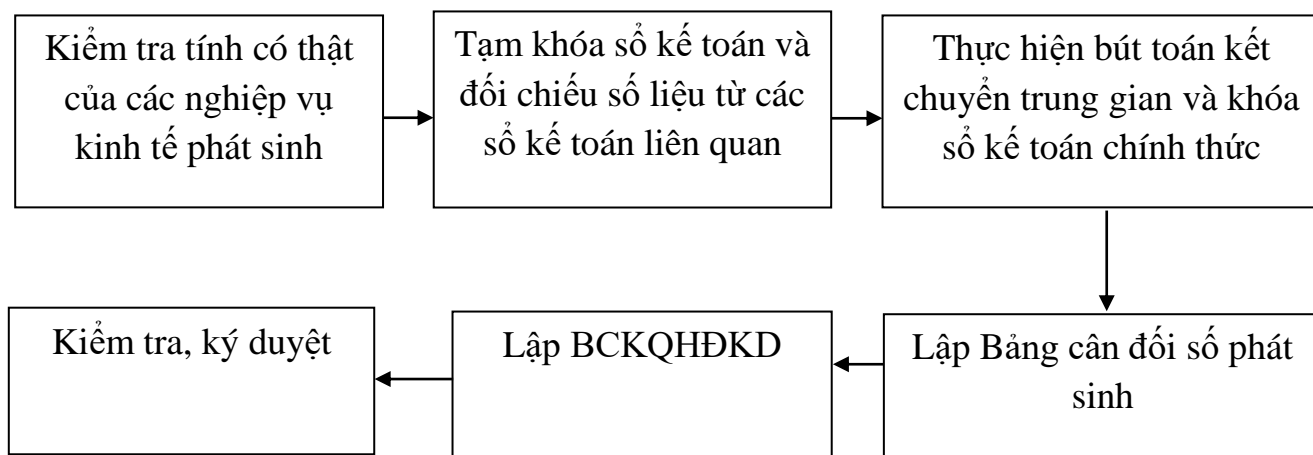 Kiểm tra tính có thật
của các nghiệp vụ
kinh tế phát sinh
Tạm khóa sổ kế toán và
đối chiếu số liệu từ các
sổ kế toán liên quan
Thực hiện bút toán kết
chuyển trung gian và khóa
sổ kế toán chính thức
Lập Bảng cân đối số phát
sinh
Lập BCKQHĐKD
Kiểm tra, ký duyệt